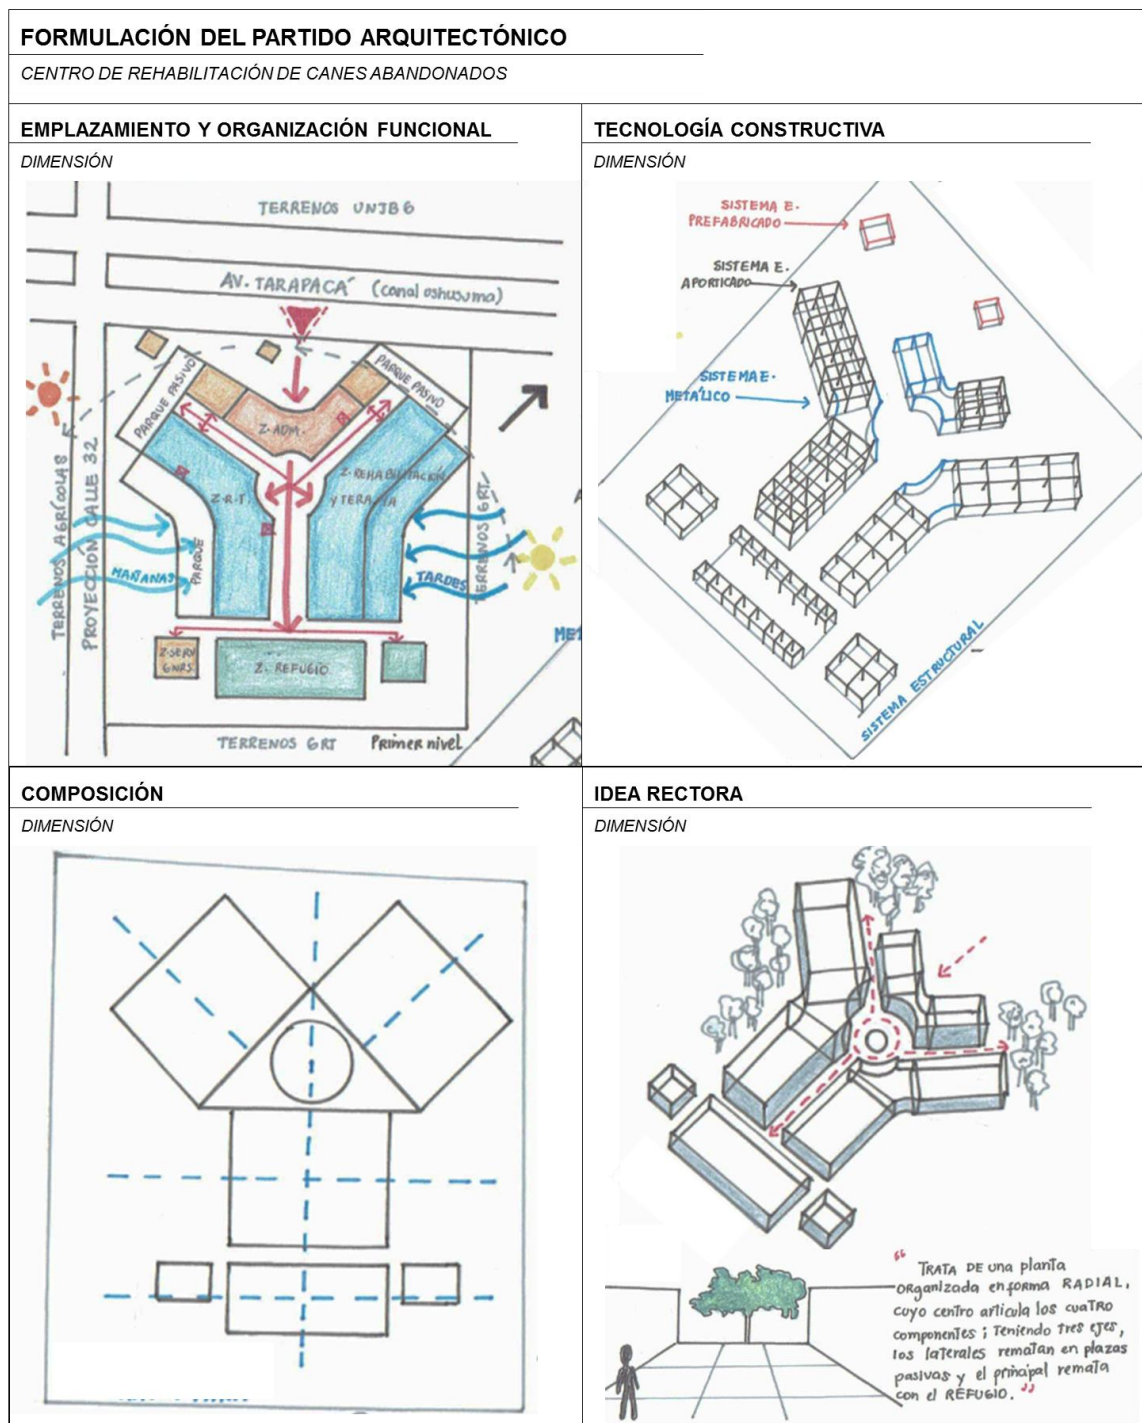 FORMULACIÓN DEL PARTIDO ARQUITECTÓNICO
CENTRO DE REHABILITACIÓN DE CANES ABANDONADOS
EMPLAZAMIENTO Y ORGANIZACIÓN FUNCIONAL
DIMENSIÓN
TERRENOS UNJBG
AV. TARAPACÁ (canal oshusuma)
PARQUE PASIVO
PARQUE PASIVO
Z-ADM.
Z-REHABILITACIÓN
Y TERAPIA
Z-R-T.
TERRENOS AGRÍCOLAS
PROYECCIÓN CALLE 32
PARQUE
MAÑANAS
TARDES
TERRENOS GRT
Z-SERV
GNRS.
Z. REFUGIO
TERRENOS GRT
Primer nivel
TECNOLOGÍA CONSTRUCTIVA
DIMENSIÓN
SISTEMA E.
PREFABRICADO
SISTEMA E.
APORTICADO
SISTEMA E.
METÁLICO
SISTEMA ESTRUCTURAL
COMPOSICIÓN
DIMENSIÓN
IDEA RECTORA
DIMENSIÓN
“ TRATA DE una planta
organizada en forma RADIAL,
cuyo centro articula los cuatro
componentes ; Teniendo tres ejes,
los laterales rematan en plazas
pasivas y el principal remata
con el REFUGIO. ”